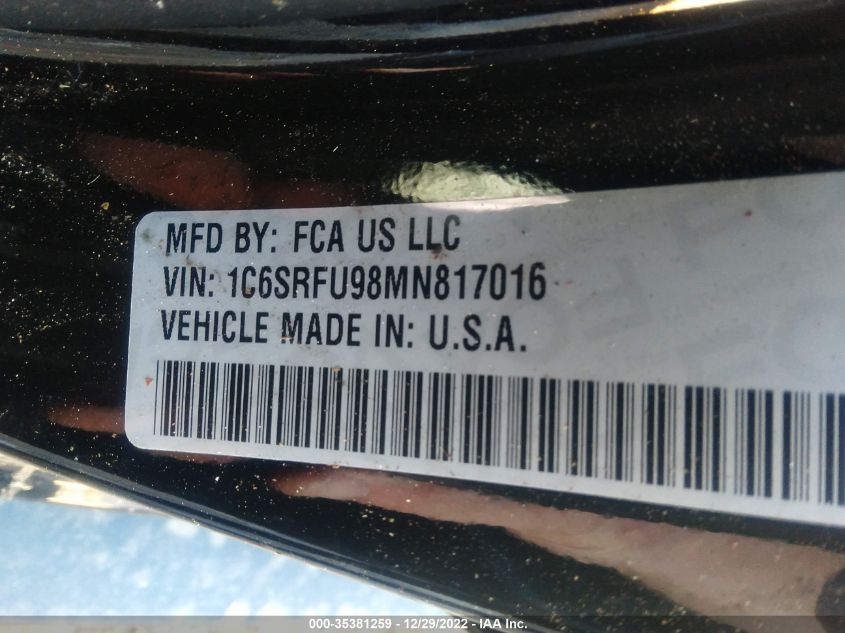 MFD BY: FCA US LLC
VIN: 1C6SRFU98MN817016
VEHICLE MADE IN: U.S.A.
000-35381259 - 12/29/2022 - IAA Inc.